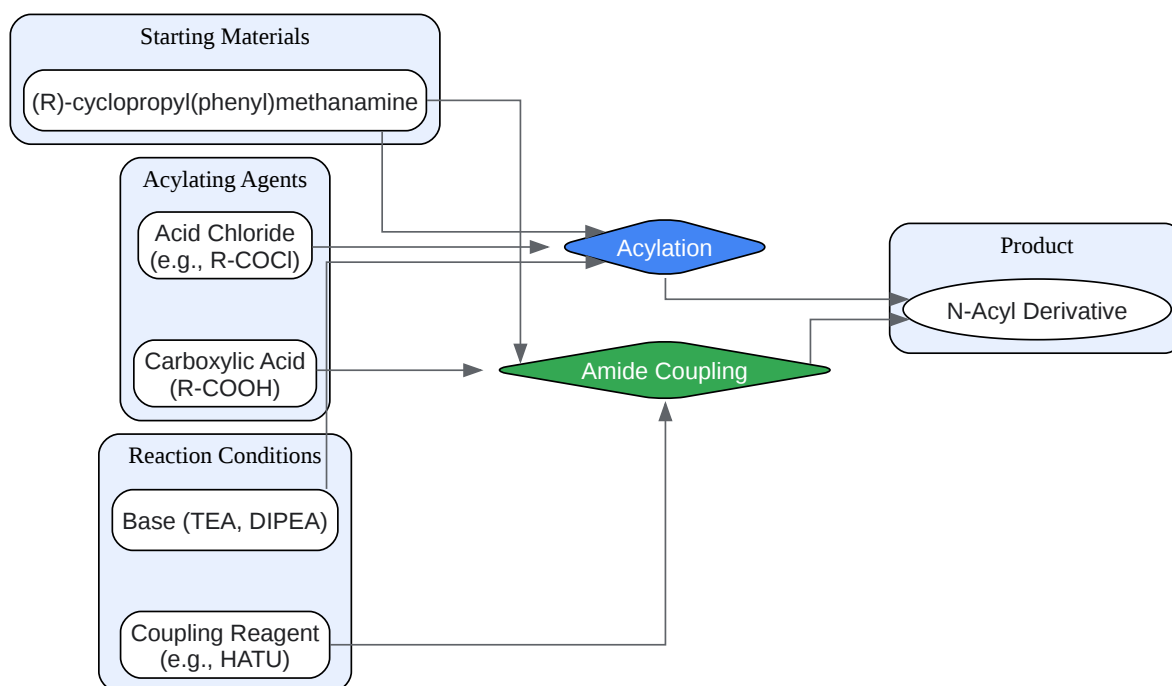 Starting Materials
(R)-cyclopropyl(phenyl)methanamine
Acylating Agents
Acid Chloride
(e.g., R-COCl)
Carboxylic Acid
(R-COOH)
Reaction Conditions
Base (TEA, DIPEA)
Coupling Reagent
(e.g., HATU)
Acylation
Amide Coupling
Product
N-Acyl Derivative